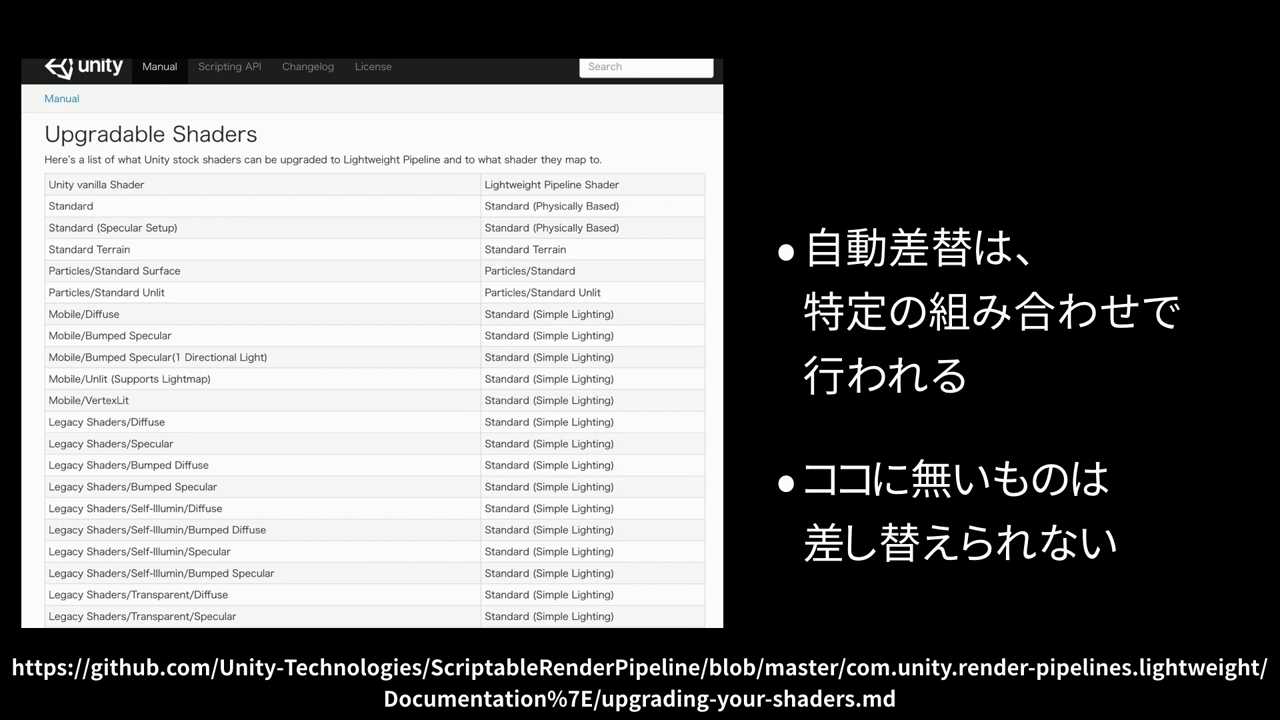 unity Manual Scripting API Changelog License Search
Manual
Upgradable Shaders
Here's a list of what Unity stock shaders can be upgraded to Lightweight Pipeline and to what shader they map to.
Unity vanilla Shader Lightweight Pipeline Shader
Standard Standard (Physically Based)
Standard (Specular Setup) Standard (Physically Based)
Standard Terrain Standard Terrain
Particles/Standard Surface Particles/Standard
Particles/Standard Unlit Particles/Standard Unlit
Mobile/Diffuse Standard (Simple Lighting)
Mobile/Bumped Specular Standard (Simple Lighting)
Mobile/Bumped Specular(1 Directional Light) Standard (Simple Lighting)
Mobile/Unlit (Supports Lightmap) Standard (Simple Lighting)
Mobile/VertexLit Standard (Simple Lighting)
Legacy Shaders/Diffuse Standard (Simple Lighting)
Legacy Shaders/Specular Standard (Simple Lighting)
Legacy Shaders/Bumped Diffuse Standard (Simple Lighting)
Legacy Shaders/Bumped Specular Standard (Simple Lighting)
Legacy Shaders/Self-Illumin/Diffuse Standard (Simple Lighting)
Legacy Shaders/Self-Illumin/Bumped Diffuse Standard (Simple Lighting)
Legacy Shaders/Self-Illumin/Specular Standard (Simple Lighting)
Legacy Shaders/Self-Illumin/Bumped Specular Standard (Simple Lighting)
Legacy Shaders/Transparent/Diffuse Standard (Simple Lighting)
Legacy Shaders/Transparent/Specular Standard (Simple Lighting)
●自動差替は、
特定の組み合わせで
行われる
●ココに無いものは
差し替えられない
https://github.com/Unity-Technologies/ScriptableRenderPipeline/blob/master/com.unity.render-pipelines.lightweight/
Documentation%7E/upgrading-your-shaders.md